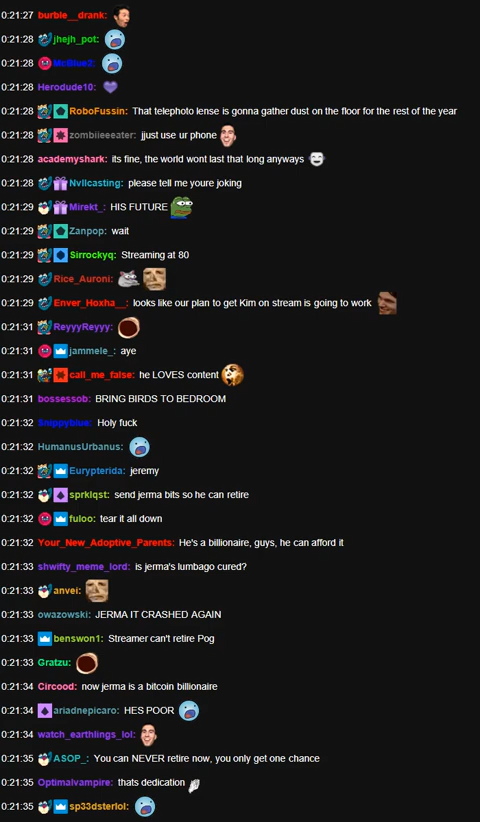 0:21:27 burble__drank:
0:21:28 jhejh_pot:
0:21:28 McBlue2:
0:21:28 Herodude10:
0:21:28 RoboFussin: That telephoto lense is gonna gather dust on the floor for the rest of the year
0:21:28 zombiieeeater: jjust use ur phone
0:21:28 academyshark: its fine, the world wont last that long anyways
0:21:28 Nvllcasting: please tell me youre joking
0:21:29 Mirekt_: HIS FUTURE
0:21:29 Zanpop: wait
0:21:29 Sirrockyq: Streaming at 80
0:21:29 Rice_Auroni:
0:21:29 Enver_Hoxha__: looks like our plan to get Kim on stream is going to work
0:21:31 ReyyyReyyy:
0:21:31 jammele_: aye
0:21:31 call_me_false: he LOVES content
0:21:31 bossessob: BRING BIRDS TO BEDROOM
0:21:32 Snippyblue: Holy fuck
0:21:32 HumanusUrbanus:
0:21:32 Eurypterida: jeremy
0:21:32 sprklqst: send jerma bits so he can retire
0:21:32 fuloo: tear it all down
0:21:32 Your_New_Adoptive_Parents: He's a billionaire, guys, he can afford it
0:21:33 shwifty_meme_lord: is jerma's lumbago cured?
0:21:33 anvei:
0:21:33 owazowski: JERMA IT CRASHED AGAIN
0:21:33 benswon1: Streamer can't retire Pog
0:21:33 Gratzu:
0:21:34 Circood: now jerma is a bitcoin billionaire
0:21:34 ariadnepicaro: HES POOR
0:21:34 watch_earthlings_lol:
0:21:35 ASOP_: You can NEVER retire now, you only get one chance
0:21:35 Optimalvampire: thats dedication
0:21:35 sp33dsterlol: